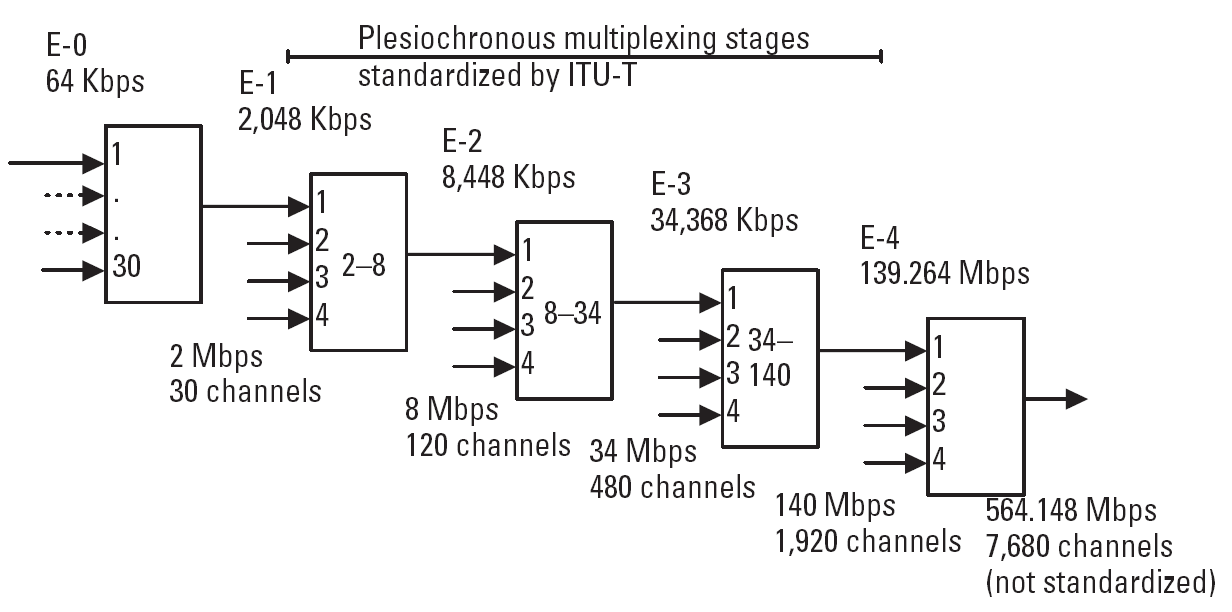 Plesiochronous multiplexing stages
standardized by ITU-T
E-0
64 Kbps
1
.
.
30
E-1
2,048 Kbps
1
2
3
4
2–8
2 Mbps
30 channels
E-2
8,448 Kbps
1
2
3
4
8–34
8 Mbps
120 channels
E-3
34,368 Kbps
1
2
3
4
34–
140
34 Mbps
480 channels
E-4
139.264 Mbps
1
2
3
4
140 Mbps
1,920 channels
564.148 Mbps
7,680 channels
(not standardized)